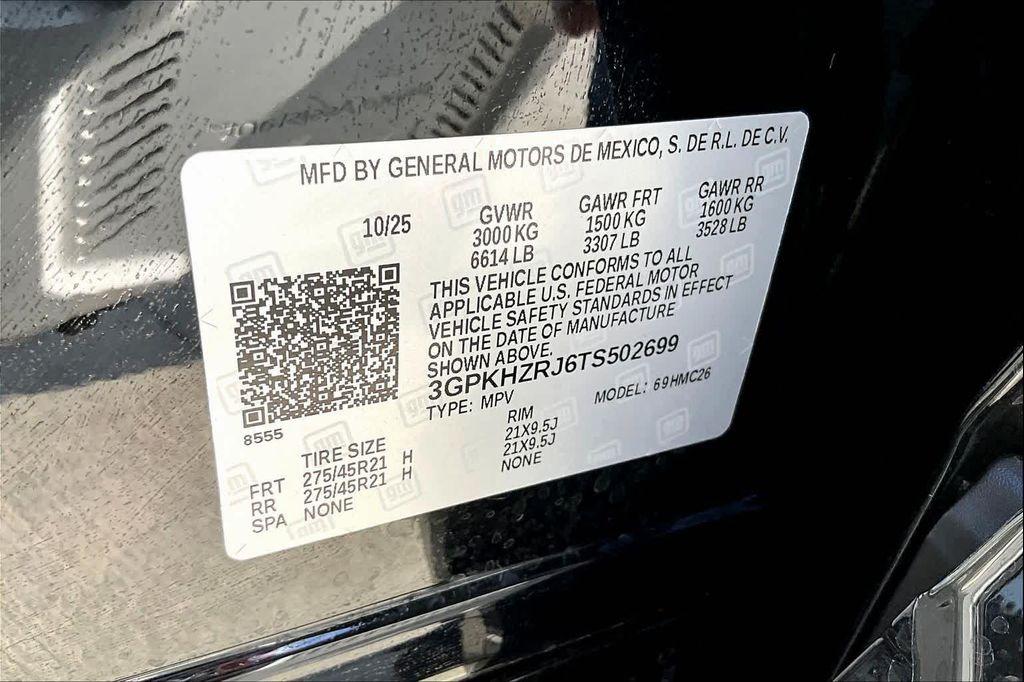 MFD BY GENERAL MOTORS DE MEXICO, S. DE R.L. DE C.V.
10/25 GVWR GAWR FRT GAWR RR
3000 KG 1500 KG 1600 KG
6614 LB 3307 LB 3528 LB
THIS VEHICLE CONFORMS TO ALL
APPLICABLE U.S. FEDERAL MOTOR
VEHICLE SAFETY STANDARDS IN EFFECT
ON THE DATE OF MANUFACTURE
SHOWN ABOVE.
3GPKHZRJ6TS502699
TYPE: MPV MODEL: 69HMC26
8555
TIRE SIZE RIM
FRT 275/45R21 H 21X9.5J
RR 275/45R21 H 21X9.5J
SPA NONE NONE